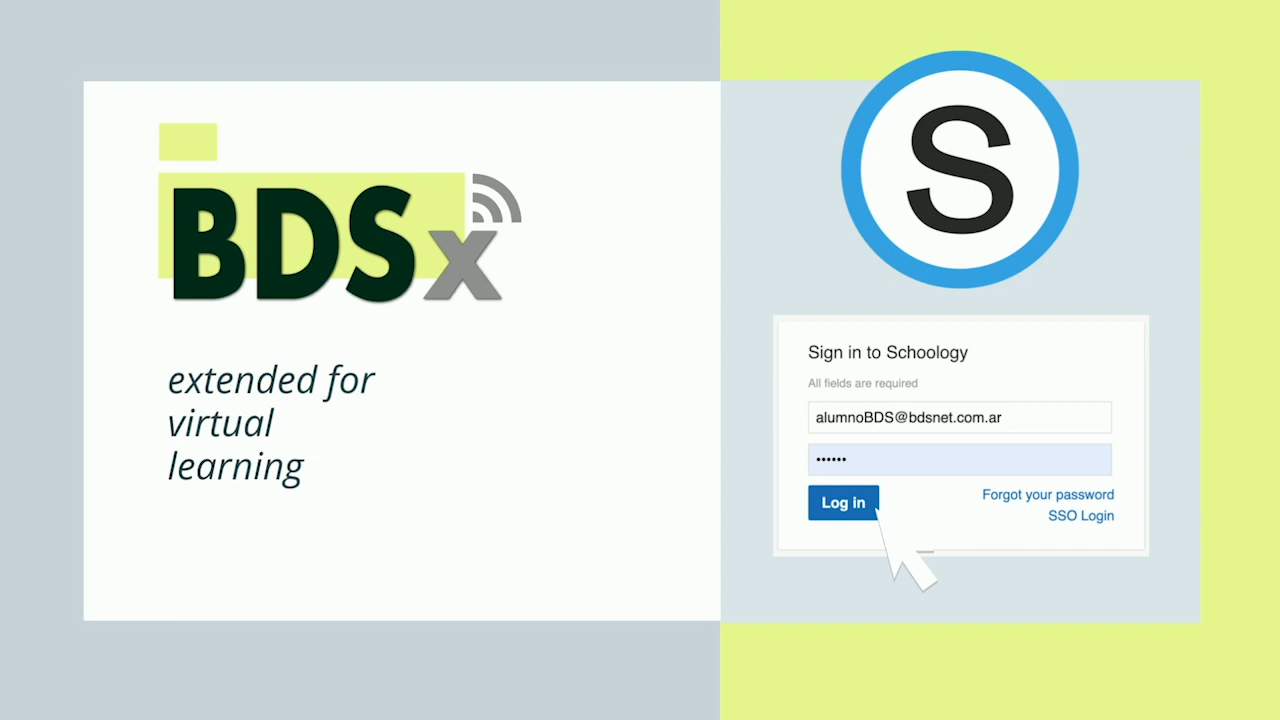 BDSx
extended for
virtual
learning
S
Sign in to Schoology
All fields are required
alumnoBDS@bdsnet.com.ar
••••••
Log in
Forgot your password
SSO Login